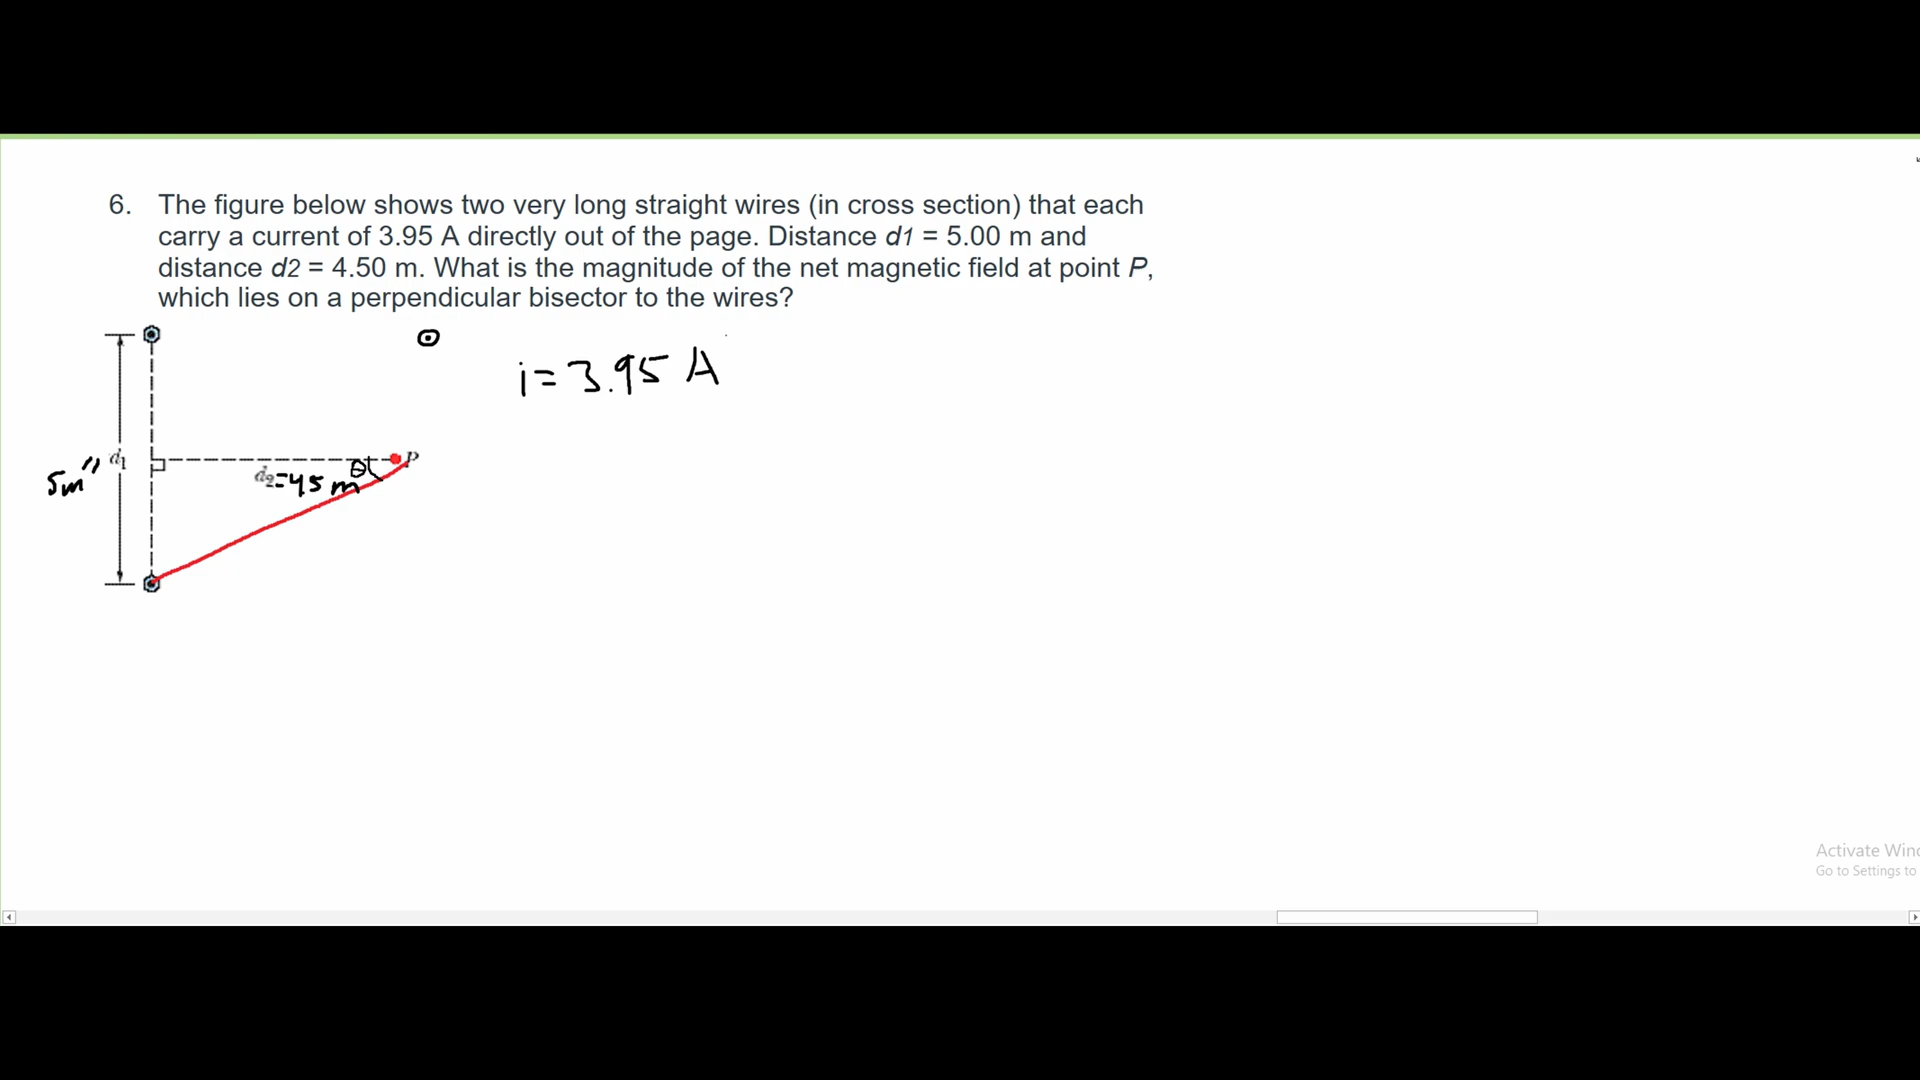 6. The figure below shows two very long straight wires (in cross section) that each
carry a current of 3.95 A directly out of the page. Distance d1 = 5.00 m and
distance d2 = 4.50 m. What is the magnitude of the net magnetic field at point P,
which lies on a perpendicular bisector to the wires?
i = 3.95 A
5m " d1
P
θ
d2 = 4.5 m
Activate Wind
Go to Settings to